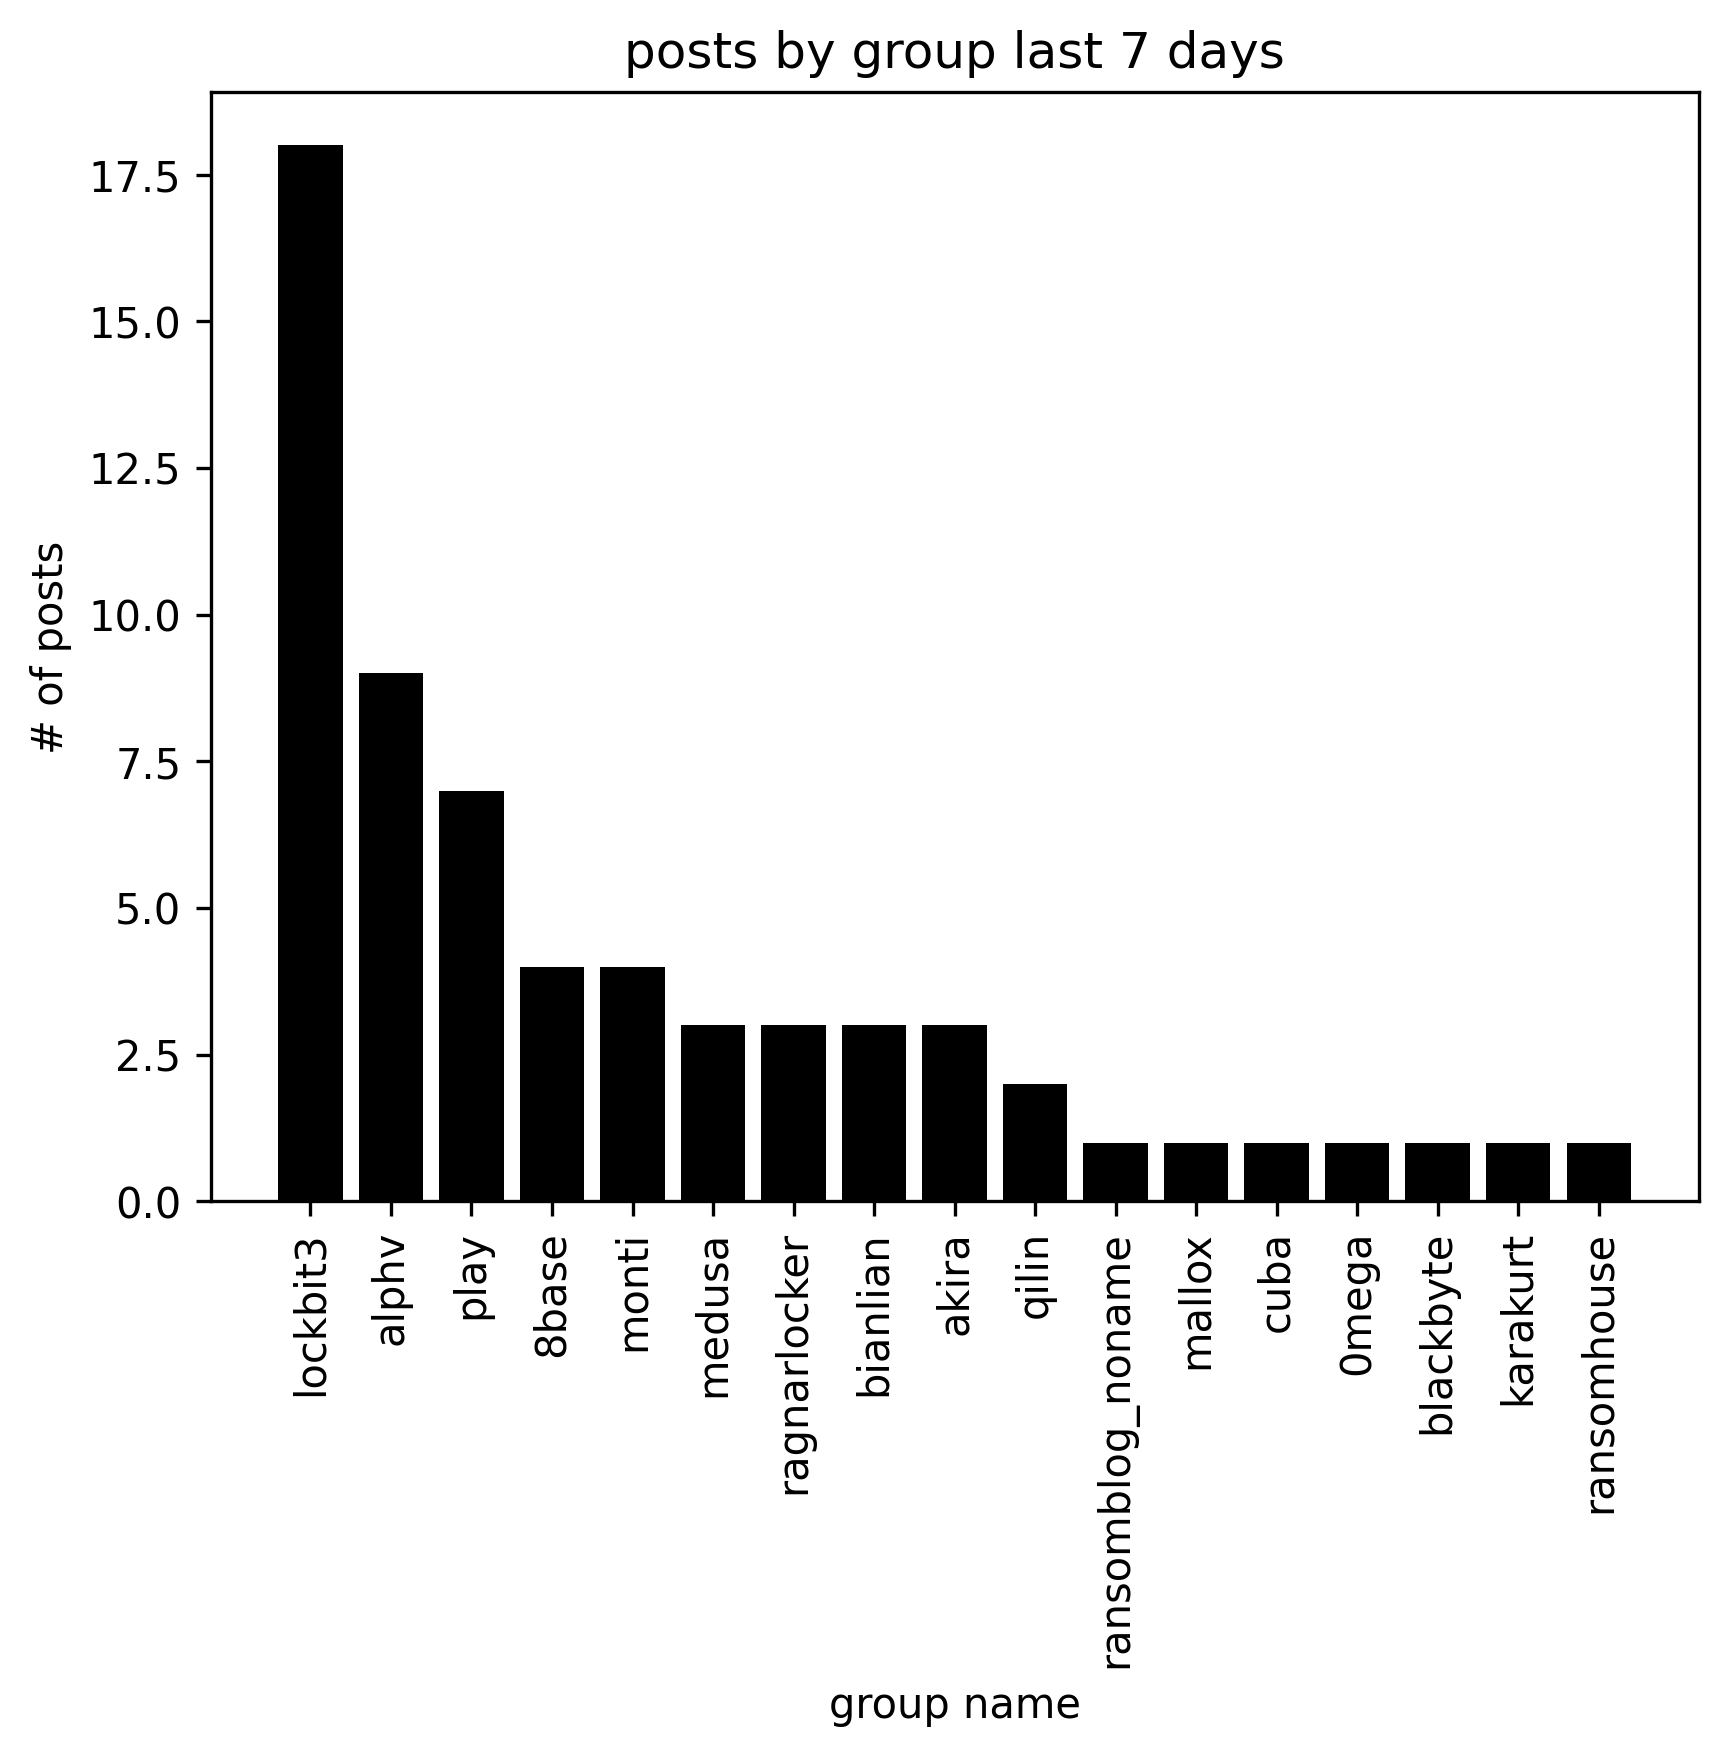 posts by group last 7 days
# of posts
17.5
15.0
12.5
10.0
7.5
5.0
2.5
0.0
lockbit3
alphv
play
8base
monti
medusa
ragnarlocker
bianlian
akira
qilin
ransomblog_noname
mallox
cuba
0mega
blackbyte
karakurt
ransomhouse
group name